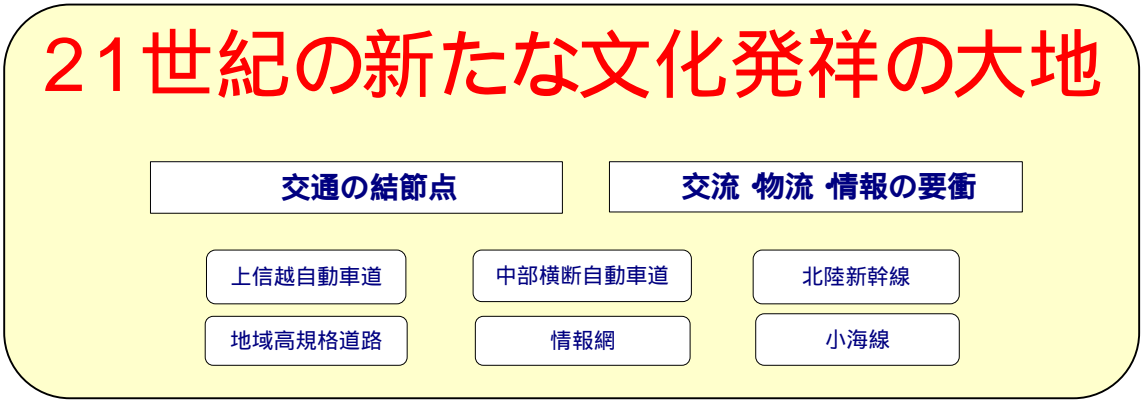 21世紀の新たな文化発祥の大地
交通の結節点
交流・物流・情報の要衝
上信越自動車道
中部横断自動車道
北陸新幹線
地域高規格道路
情報網
小海線